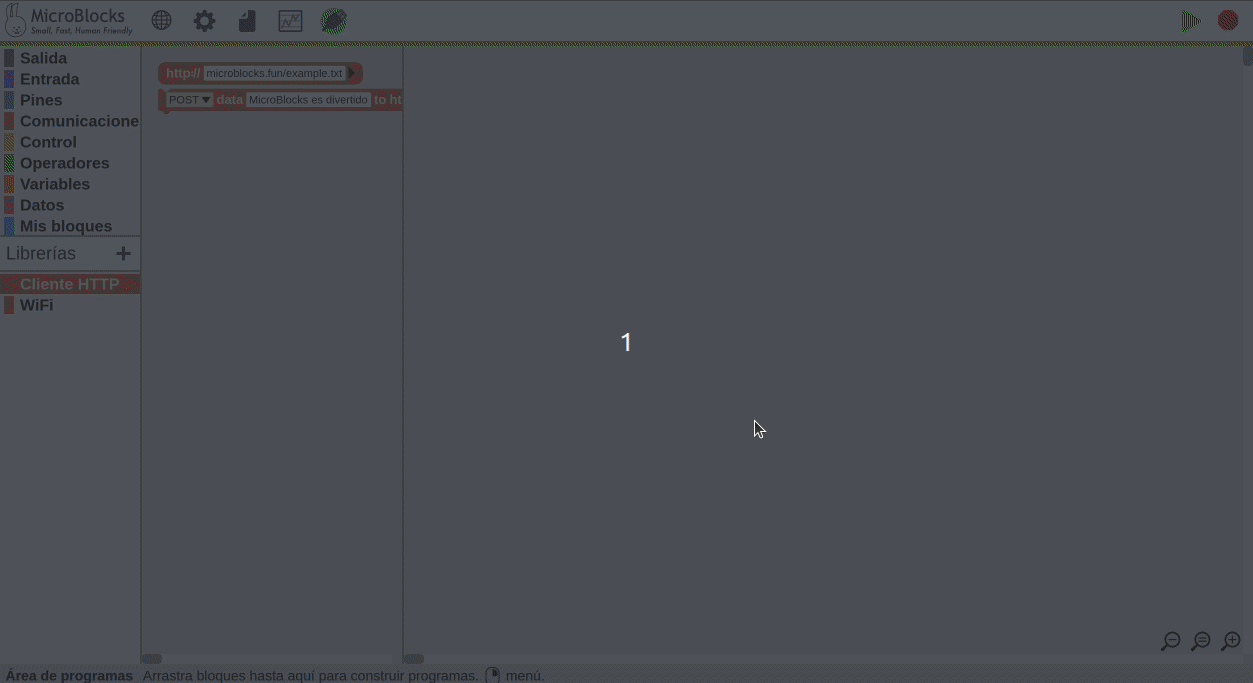 MicroBlocks
Small, Fast, Human Friendly
Salida
Entrada
Pines
Comunicacione
Control
Operadores
Variables
Datos
Mis bloques
Librerías +
Cliente HTTP
WiFi
http:// microblocks.fun/example.txt
POST data MicroBlocks es divertido to ht
1
Área de programas Arrastra bloques hasta aquí para construir programas. menú.